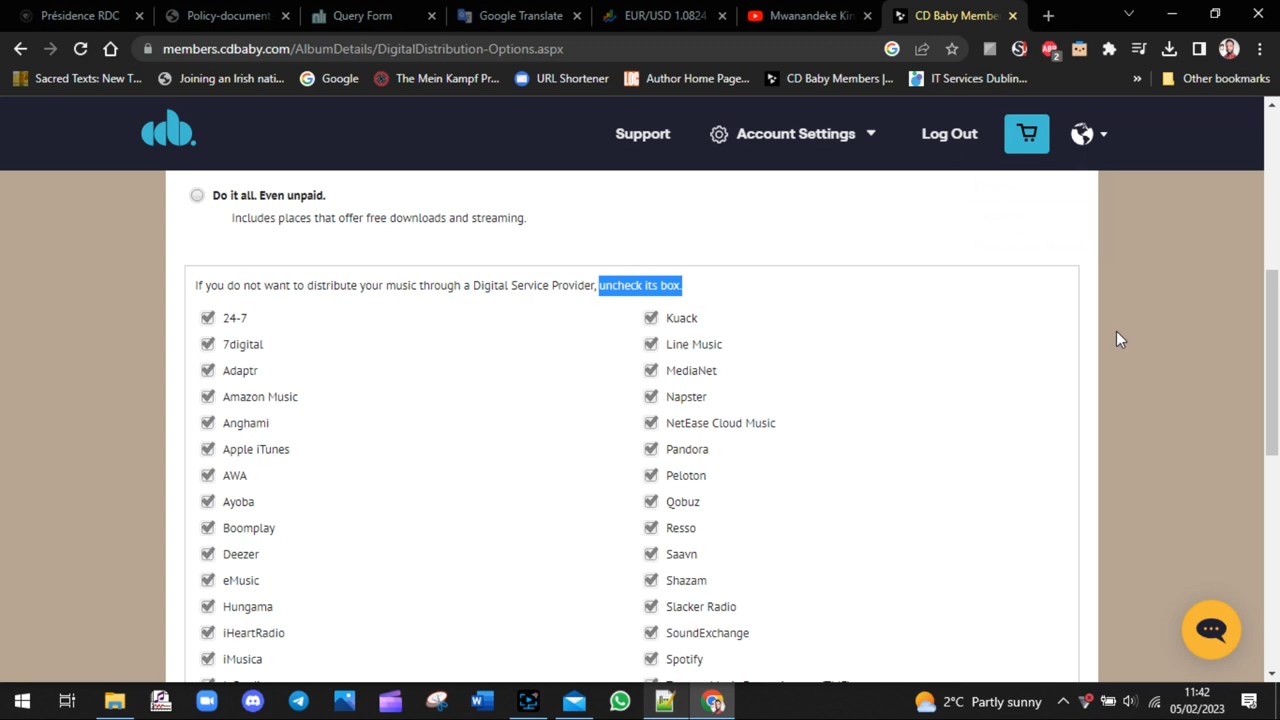 Présidence RDC
Policy-document
Query Form
Google Translate
EUR/USD 1.0824
Mwanandeke Kin
CD Baby Membe
members.cdbaby.com/AlbumDetails/DigitalDistribution-Options.aspx
2
Sacred Texts: New T...
Joining an Irish nati...
Google
The Mein Kampf Pr...
URL Shortener
Author Home Page...
CD Baby Members |...
IT Services Dublin...
»
Other bookmarks
Support
Account Settings
Log Out
Do it all. Even unpaid.
Includes places that offer free downloads and streaming.
If you do not want to distribute your music through a Digital Service Provider, uncheck its box.
24-7
7digital
Adaptr
Amazon Music
Anghami
Apple iTunes
AWA
Ayoba
Boomplay
Deezer
eMusic
Hungama
iHeartRadio
iMusica
Kuack
Line Music
MediaNet
Napster
NetEase Cloud Music
Pandora
Peloton
Qobuz
Resso
Saavn
Shazam
Slacker Radio
SoundExchange
Spotify
2°C Partly sunny
11:42
05/02/2023